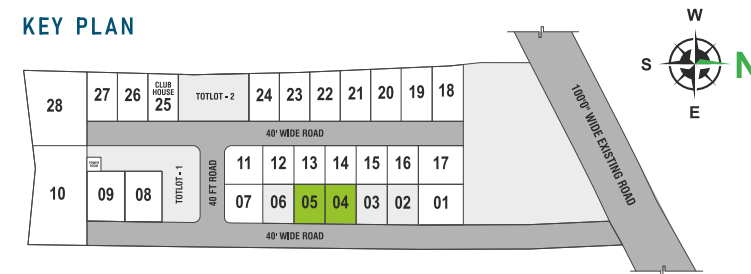 KEY PLAN
W
S
N
E
28
27
26
CLUB
HOUSE
25
TOTLOT - 2
24
23
22
21
20
19
18
40' WIDE ROAD
100'0" WIDE EXISTING ROAD
10
POWER
ROOM
09
08
TOTLOT - 1
40 FT ROAD
11
12
13
14
15
16
17
07
06
05
04
03
02
01
40' WIDE ROAD